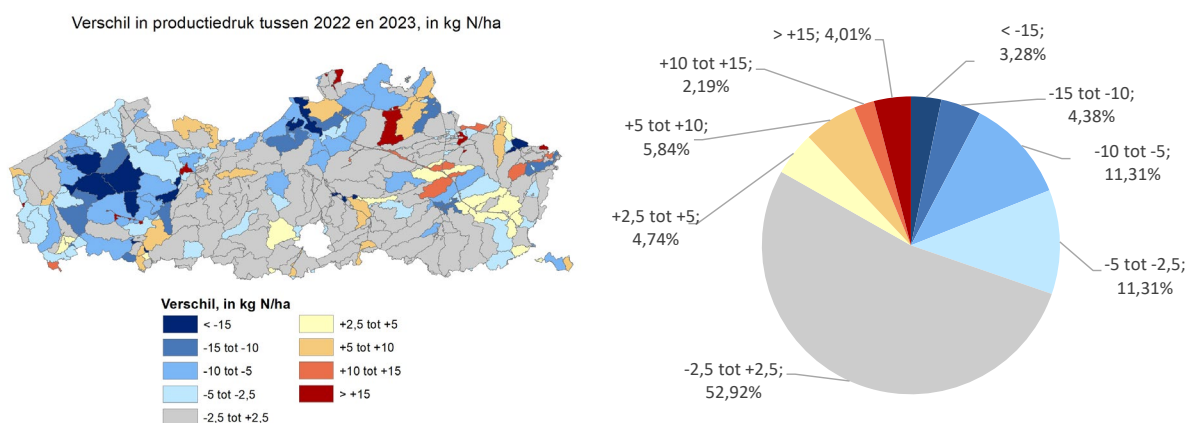 Verschil in productiedruk tussen 2022 en 2023, in kg N/ha
Verschil, in kg N/ha
< -15
-15 tot -10
-10 tot -5
-5 tot -2,5
-2,5 tot +2,5
+2,5 tot +5
+5 tot +10
+10 tot +15
> +15
> +15; 4,01%
< -15;
3,28%
+10 tot +15;
2,19%
-15 tot -10;
4,38%
+5 tot +10;
5,84%
-10 tot -5;
11,31%
+2,5 tot +5;
4,74%
-5 tot -2,5;
11,31%
-2,5 tot +2,5;
52,92%